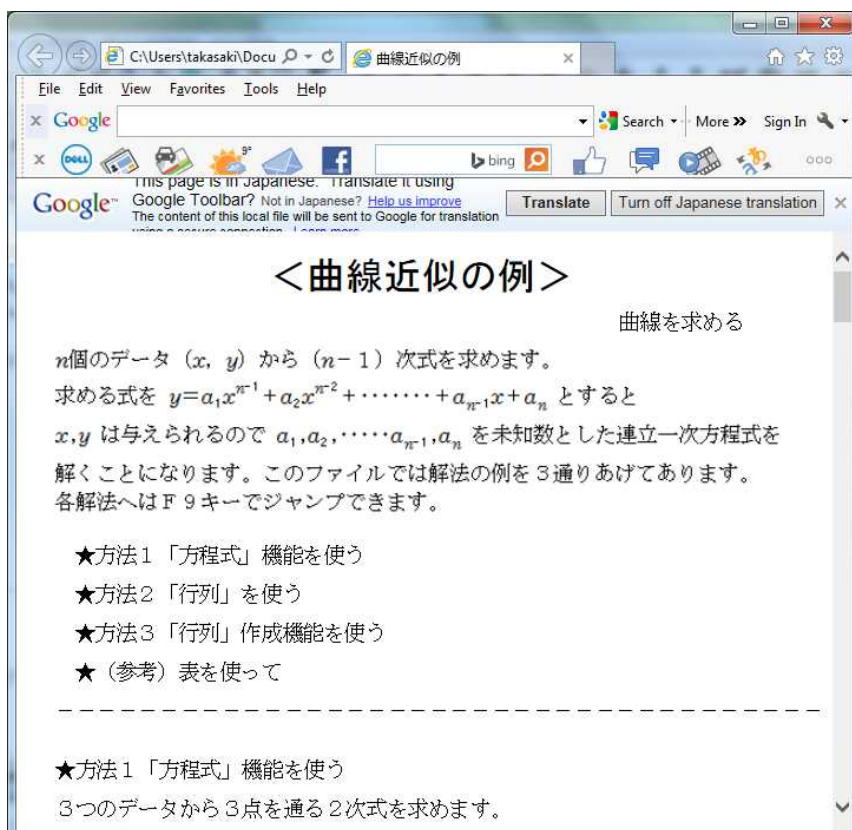 C:\Users\takasaki\Docu
曲線近似の例
File Edit View Favorites Tools Help
x Google Search More » Sign In
x DELL 9° f bing
This page is in Japanese. Translate it using
Google Toolbar? Not in Japanese? Help us improve
The content of this local file will be sent to Google for translation
using a secure connection. Learn more
Google™ Translate Turn off Japanese translation
＜曲線近似の例＞
曲線を求める
n個のデータ（x, y）から（n－1）次式を求めます。
求める式を y=a₁xⁿ⁻¹+a₂xⁿ⁻²+‥‥‥‥+aₙ₋₁x+aₙ とすると
x,y は与えられるので a₁,a₂,‥‥‥aₙ₋₁,aₙ を未知数とした連立一次方程式を
解くことになります。このファイルでは解法の例を３通りあげてあります。
各解法へはＦ９キーでジャンプできます。
★方法１「方程式」機能を使う
★方法２「行列」を使う
★方法３「行列」作成機能を使う
★（参考）表を使って
★方法１「方程式」機能を使う
３つのデータから３点を通る２次式を求めます。